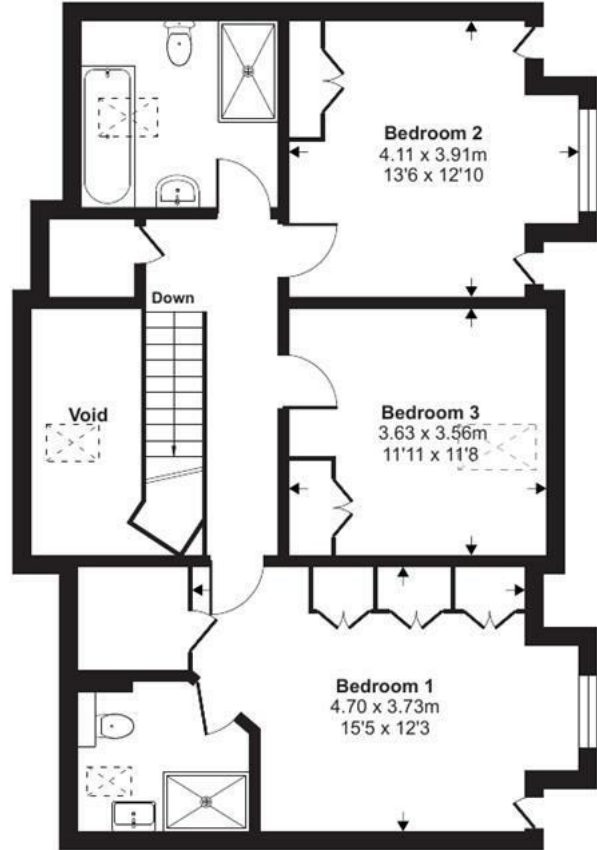 Bedroom 2
4.11 x 3.91m
13'6 x 12'10
Down
Void
Bedroom 3
3.63 x 3.56m
11'11 x 11'8
Bedroom 1
4.70 x 3.73m
15'5 x 12'3